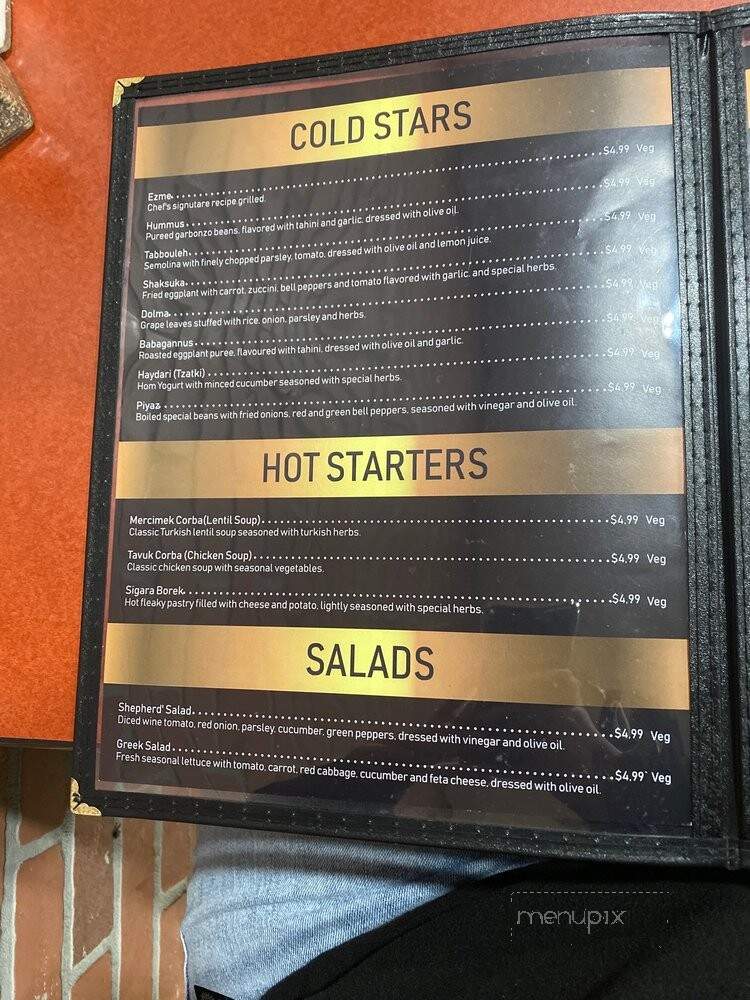 COLD STARS
Ezme $4.99 Veg
Chef's signutare recipe grilled.
Hummus $4.99 Veg
Pureed garbonzo beans, flavored with tahini and garlic, dressed with olive oil.
Tabbouleh $4.99 Veg
Semolina with finely chopped parsley, tomato, dressed with olive oil and lemon juice.
Shaksuka $4.99 Veg
Fried eggplant with carrot, zuccini, bell peppers and tomato flavored with garlic, and special herbs.
Dolma $4.99 Veg
Grape leaves stuffed with rice, onion, parsley and herbs.
Babagannus $4.99 Veg
Roasted eggplant puree, flavoured with tahini, dressed with olive oil and garlic.
Haydari (Tzatki) $4.99 Veg
Hom Yogurt with minced cucumber seasoned with special herbs.
Piyaz $4.99 Veg
Boiled special beans with fried onions, red and green bell peppers, seasoned with vinegar and olive oil.
HOT STARTERS
Mercimek Corba(Lentil Soup) $4.99 Veg
Classic Turkish lentil soup seasoned with turkish herbs.
Tavuk Corba (Chicken Soup) $4.99 Veg
Classic chicken soup with seasonal vegetables.
Sigara Borek $4.99 Veg
Hot fleaky pastry filled with cheese and potato, lightly seasoned with special herbs.
SALADS
Shepherd' Salad $4.99 Veg
Diced wine tomato, red onion, parsley, cucumber, green peppers, dressed with vinegar and olive oil.
Greek Salad $4.99 Veg
Fresh seasonal lettuce with tomato, carrot, red cabbage, cucumber and feta cheese, dressed with olive oil.
menupix